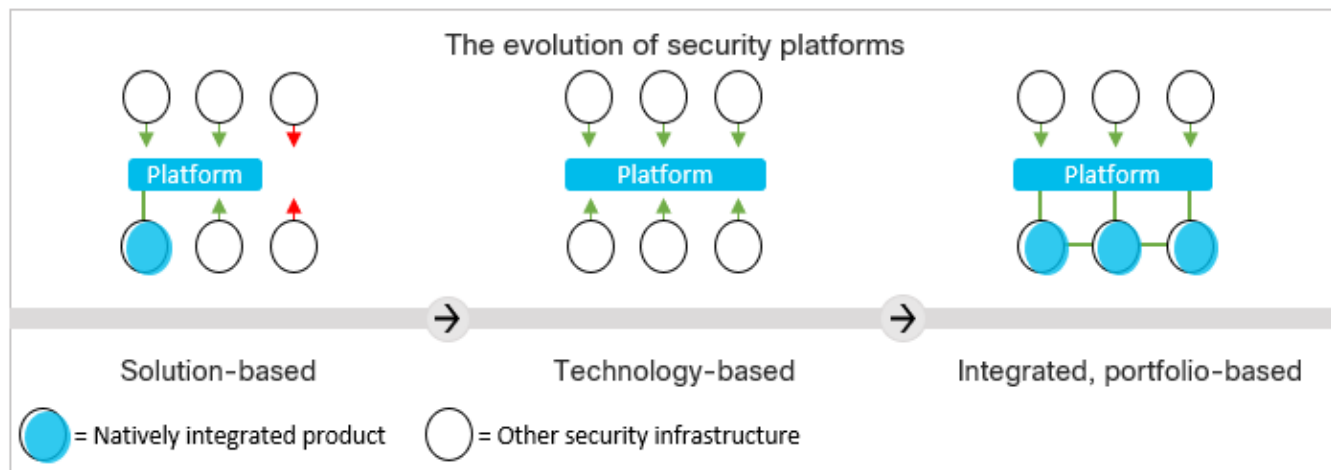 The evolution of security platforms
Platform
Platform
Platform
Solution-based
Technology-based
Integrated, portfolio-based
= Natively integrated product
= Other security infrastructure